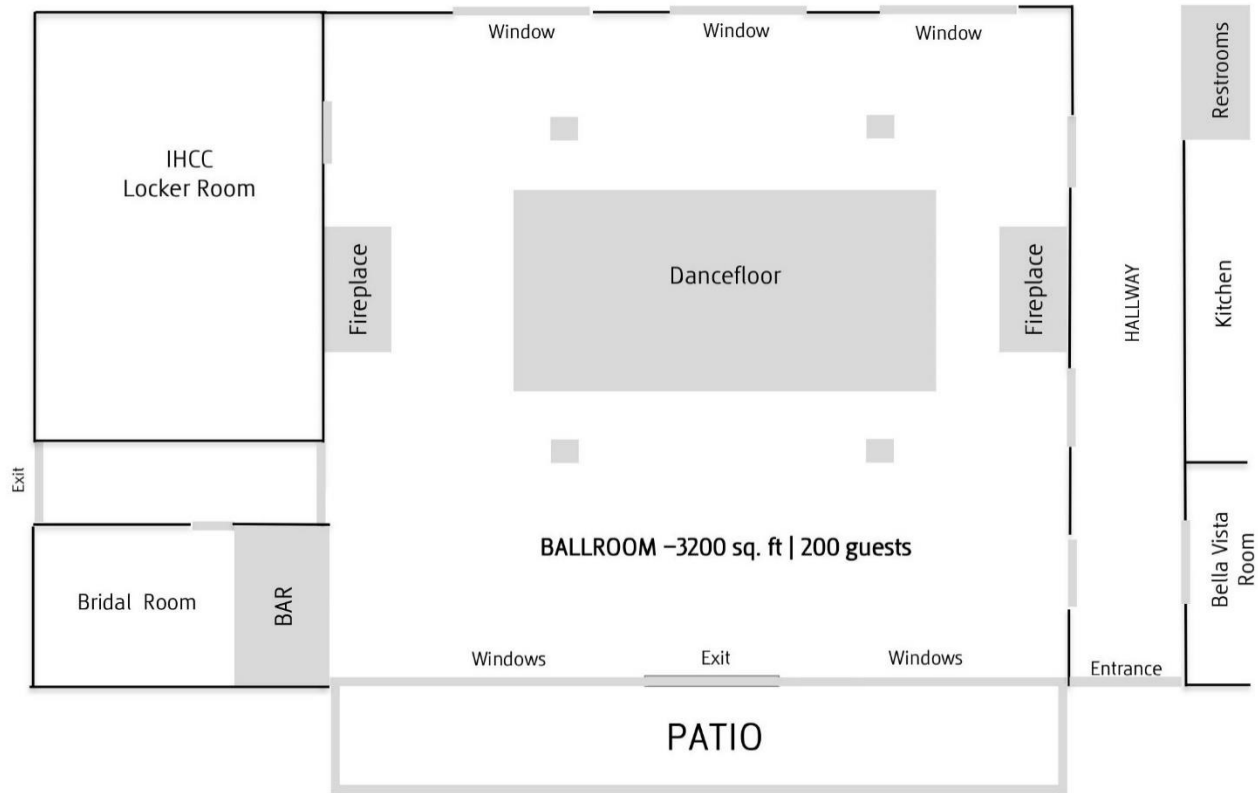 Window
Window
Window
Restrooms
IHCC
Locker Room
Fireplace
Dancefloor
Fireplace
HALLWAY
Kitchen
Exit
BALLROOM –3200 sq. ft | 200 guests
Bridal Room
BAR
Bella Vista
Room
Windows
Exit
Windows
Entrance
PATIO